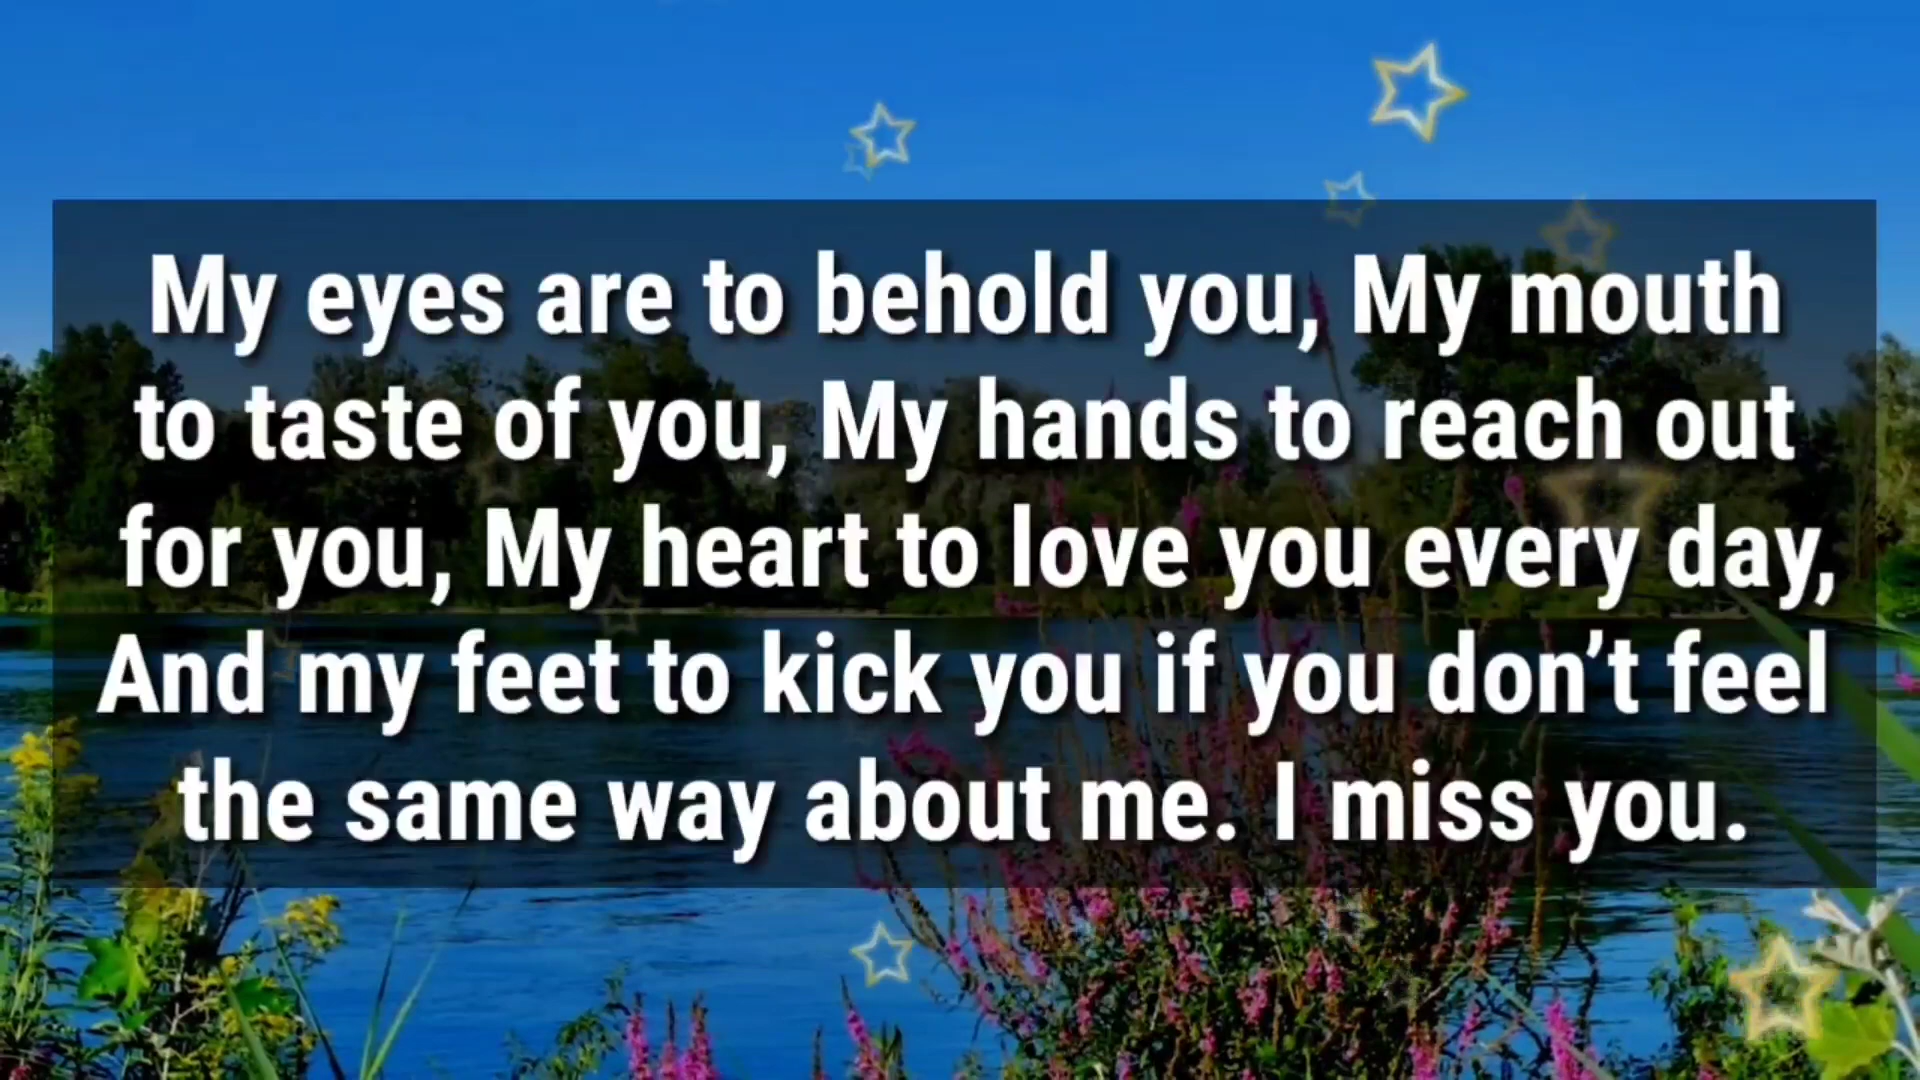 My eyes are to behold you, My mouth
to taste of you, My hands to reach out
for you, My heart to love you every day,
And my feet to kick you if you don’t feel
the same way about me. I miss you.